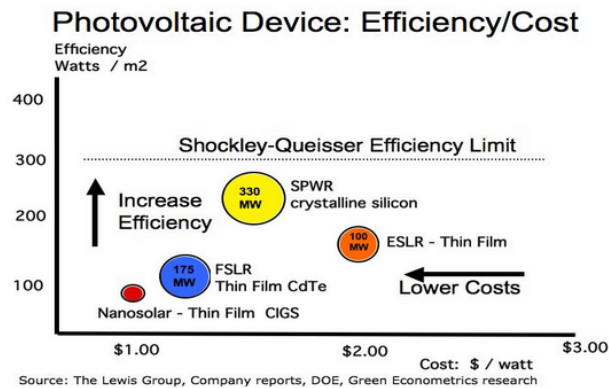 Photovoltaic Device: Efficiency/Cost
Efficiency
Watts / m2
400
Shockley-Queisser Efficiency Limit
300
Increase
Efficiency
330
MW
SPWR
crystalline silicon
200
100
MW
ESLR - Thin Film
175
MW
FSLR
Thin Film CdTe
Lower Costs
100
Nanosolar - Thin Film CIGS
$1.00
$2.00
$3.00
Cost: $ / watt
Source: The Lewis Group, Company reports, DOE, Green Econometrics research